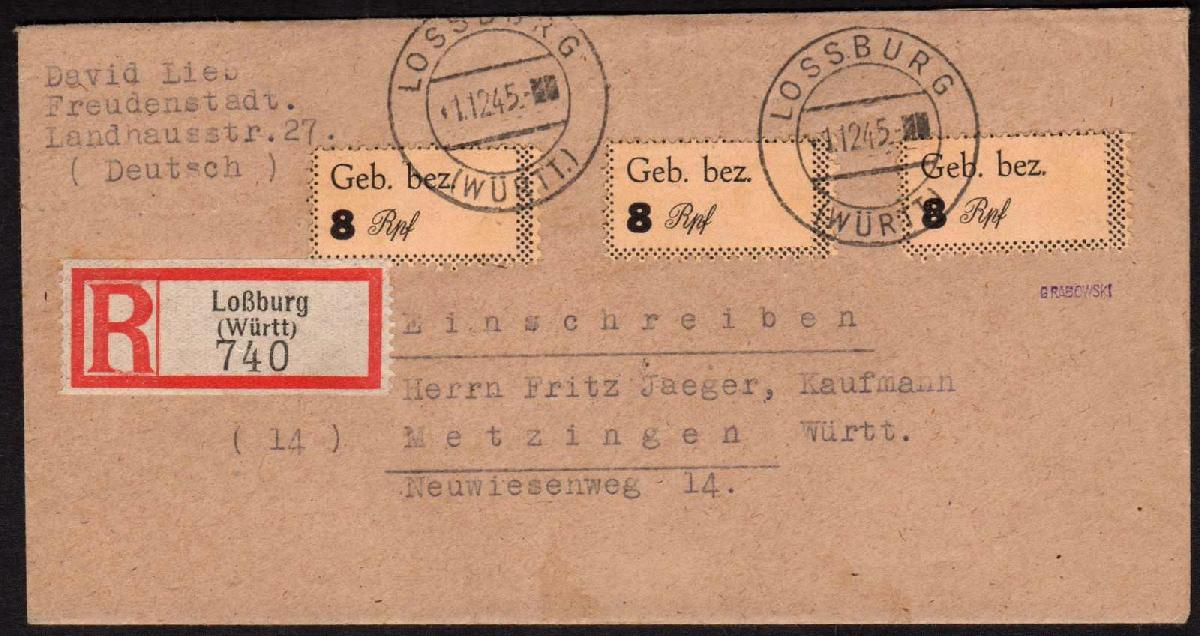 David Lieb
Freudenstadt.
Landhausstr.27.
( Deutsch )
LOSSBURG
1.12.45.-
(WÜRTT.)
LOSSBURG
1.12.45.-
(WÜRTT.)
Geb. bez.
8 Rpf
Geb. bez.
8 Rpf
Geb. bez.
8 Rpf
GRABOWSKI
R
Loßburg
(Württ)
740
Einschreiben
Herrn Fritz Jaeger, Kaufmann
( 14 ) Metzingen Württ.
Neuwiesenweg 14.